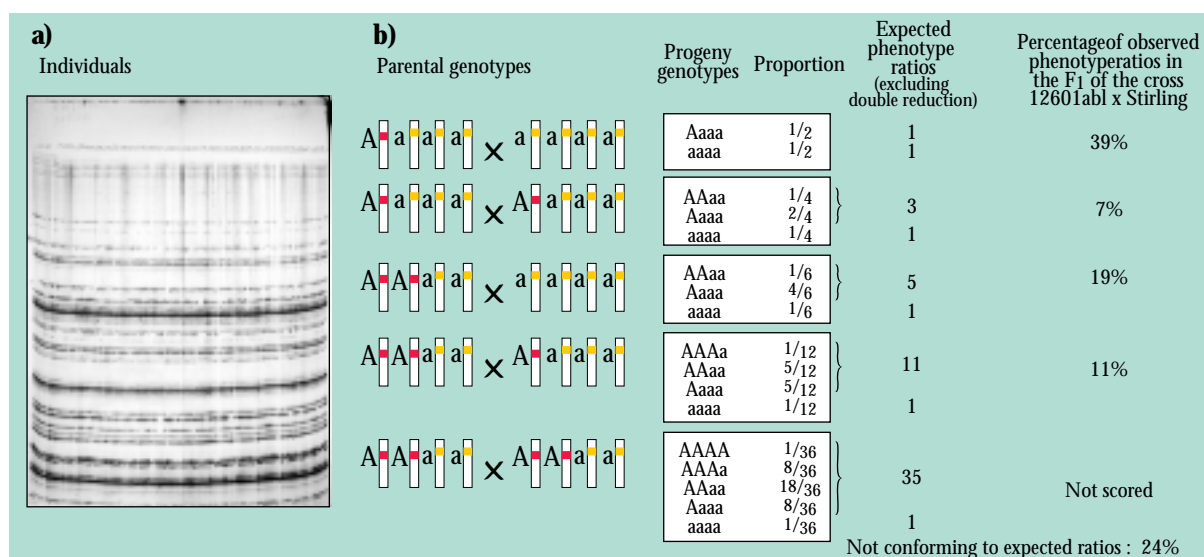 a)
Individuals
b)
Parental genotypes
Progeny
genotypes
Proportion
Expected
phenotype
ratios
(excluding
double reduction)
Percentageof observed
phenotyperatios in
the F1 of the cross
12601abl x Stirling
A a a a × a a a a
Aaaa 1/2
aaaa 1/2
1
1
39%
A a a a × A a a a
AAaa 1/4
Aaaa 2/4
aaaa 1/4
3
1
7%
A A a a × a a a a
AAaa 1/6
Aaaa 4/6
aaaa 1/6
5
1
19%
A A a a × A a a a
AAAa 1/12
AAaa 5/12
Aaaa 5/12
aaaa 1/12
11
1
11%
A A a a × A A a a
AAAA 1/36
AAAa 8/36
AAaa 18/36
Aaaa 8/36
aaaa 1/36
35
1
Not scored
Not conforming to expected ratios : 24%